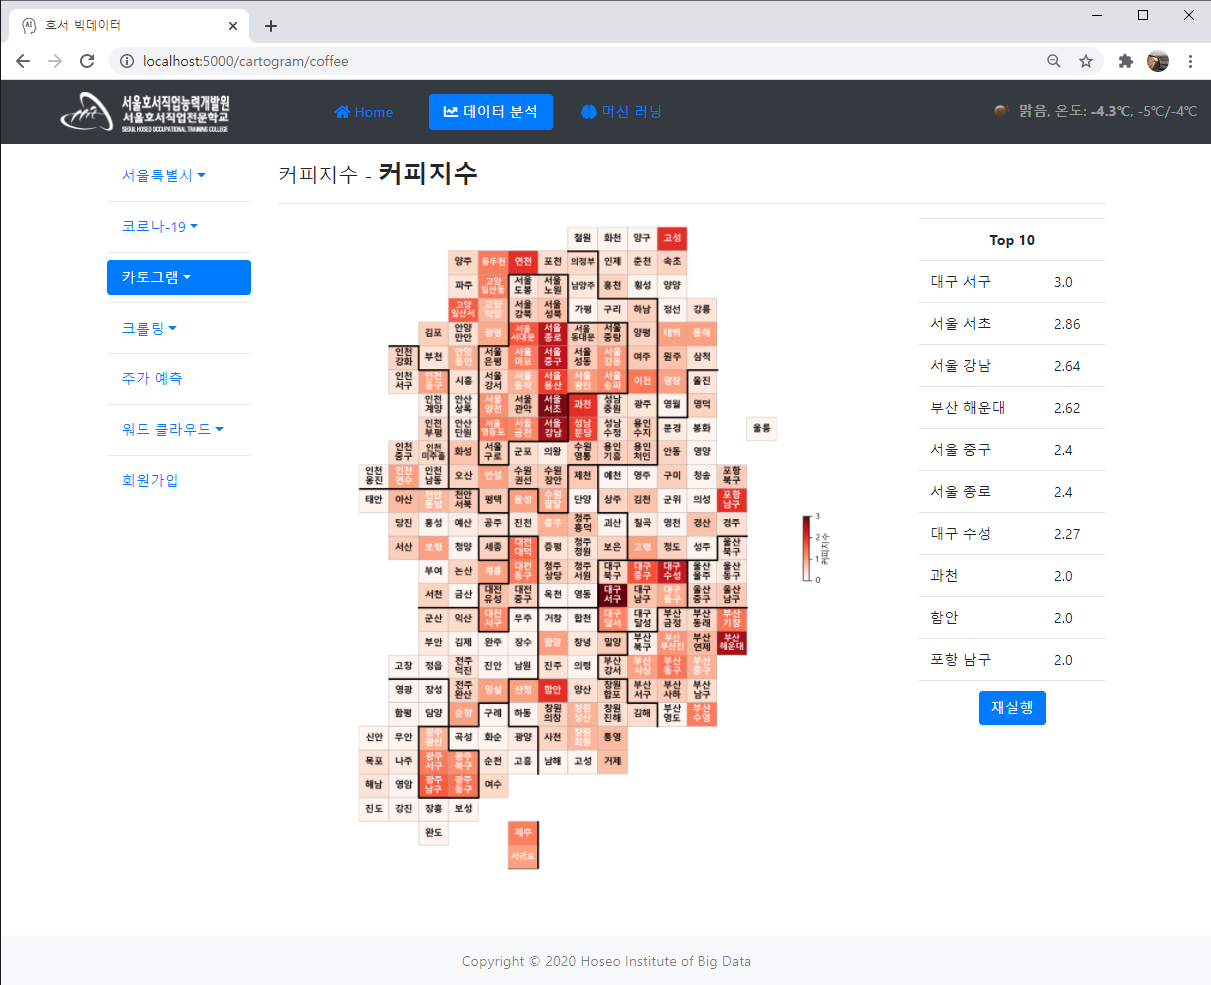 호서 빅데이터
localhost:5000/cartogram/coffee
서울호서직업능력개발원
서울호서직업전문학교
SEOUL HOSEO OCCUPATIONAL TRAINING COLLEGE
Home 데이터 분석 머신 러닝 맑음, 온도: -4.3℃, -5℃/-4℃
서울특별시
코로나-19
카토그램
크롤링
주가 예측
워드 클라우드
회원가입
커피지수 - 커피지수
철원 화천 양구 고성
양주 동두천 연천 포천 의정부 인제 춘천 속초
파주 고양 일산동 서울 도봉 서울 노원 남양주 홍천 횡성 양양
고양 일산서 고양 덕양 서울 강북 서울 성북 가평 구리 하남 정선 강릉
김포 안양 만안 광명 서울 서대문 서울 종로 서울 동대문 서울 중랑 양평 태백 동해
인천 강화 부천 안양 동안 서울 은평 서울 마포 서울 중구 서울 성동 서울 강동 여주 원주 삼척
인천 서구 인천 동구 시흥 서울 강서 서울 동작 서울 용산 서울 광진 서울 송파 이천 평창 울진
인천 계양 안산 상록 서울 양천 서울 관악 서울 서초 과천 성남 중원 광주 영월 영덕
인천 부평 안산 단원 서울 영등포 서울 금천 서울 강남 성남 분당 성남 수정 용인 수지 문경 봉화 울릉
인천 중구 인천 미추홀 화성 서울 구로 군포 의왕 수원 영통 용인 기흥 용인 처인 안동 영양
인천 옹진 인천 연수 인천 남동 오산 안성 수원 권선 수원 장안 제천 예천 영주 구미 청송 포항 북구
태안 아산 천안 동남 천안 서북 평택 음성 수원 팔달 단양 상주 김천 군위 의성 포항 남구
당진 홍성 예산 공주 진천 충주 청주 흥덕 괴산 칠곡 영천 경산 경주
서산 보령 청양 세종 대전 대덕 증평 청주 청원 보은 고령 청도 성주 울산 북구
부여 논산 계룡 대전 동구 청주 상당 청주 서원 대구 북구 대구 중구 대구 수성 울산 울주 울산 동구
서천 금산 대전 유성 대전 중구 옥천 영동 대구 서구 대구 남구 대구 동구 울산 중구 울산 남구
군산 익산 대전 서구 무주 거창 합천 대구 달서 대구 달성 부산 금정 부산 동래 부산 기장
부안 김제 완주 장수 함양 창녕 밀양 부산 북구 부산 부산진 부산 연제 부산 해운대
고창 정읍 전주 덕진 진안 남원 진주 의령 부산 강서 부산 사상 부산 동구 부산 중구
영광 장성 전주 완산 임실 산청 함안 양산 창원 합포 부산 서구 부산 사하 부산 남구
함평 담양 순창 구례 하동 창원 의창 창원 성산 창원 진해 김해 부산 영도 부산 수영
신안 무안 광주 광산 곡성 화순 광양 사천 창원 회원 통영
목포 나주 광주 서구 광주 북구 순천 고흥 남해 고성 거제
해남 영암 광주 남구 광주 동구 여수
진도 강진 장흥 보성
완도 제주
서귀포
3
2
1
0
커피지수
Top 10
대구 서구 3.0
서울 서초 2.86
서울 강남 2.64
부산 해운대 2.62
서울 중구 2.4
서울 종로 2.4
대구 수성 2.27
과천 2.0
함안 2.0
포항 남구 2.0
재실행
Copyright © 2020 Hoseo Institute of Big Data